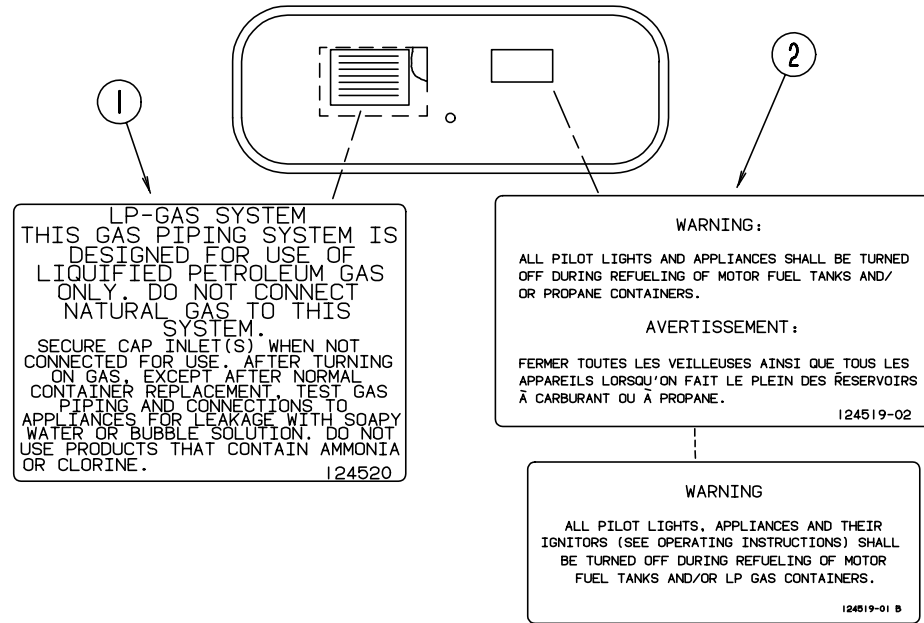 1
2
LP-GAS SYSTEM
THIS GAS PIPING SYSTEM IS
DESIGNED FOR USE OF
LIQUIFIED PETROLEUM GAS
ONLY. DO NOT CONNECT
NATURAL GAS TO THIS
SYSTEM.
SECURE CAP INLET(S) WHEN NOT
CONNECTED FOR USE. AFTER TURNING
ON GAS, EXCEPT AFTER NORMAL
CONTAINER REPLACEMENT, TEST GAS
PIPING AND CONNECTIONS TO
APPLIANCES FOR LEAKAGE WITH SOAPY
WATER OR BUBBLE SOLUTION. DO NOT
USE PRODUCTS THAT CONTAIN AMMONIA
OR CLORINE.
124520
WARNING:
ALL PILOT LIGHTS AND APPLIANCES SHALL BE TURNED
OFF DURING REFUELING OF MOTOR FUEL TANKS AND/
OR PROPANE CONTAINERS.
AVERTISSEMENT:
FERMER TOUTES LES VEILLEUSES AINSI QUE TOUS LES
APPAREILS LORSQU'ON FAIT LE PLEIN DES R̃ESERVOIRS
Ã CARBURANT OU Ã PROPANE.
124519-02
WARNING
ALL PILOT LIGHTS, APPLIANCES AND THEIR
IGNITORS (SEE OPERATING INSTRUCTIONS) SHALL
BE TURNED OFF DURING REFUELING OF MOTOR
FUEL TANKS AND/OR LP GAS CONTAINERS.
124519-01 B